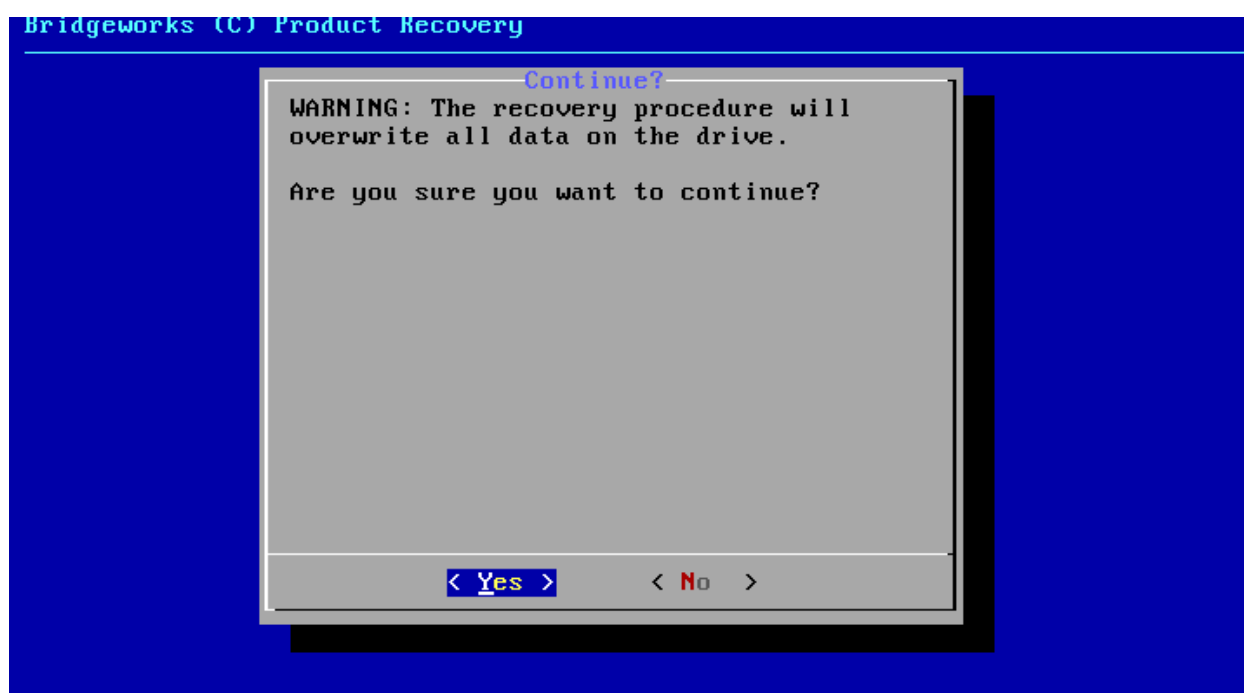 Bridgeworks (C) Product Recovery
Continue?
WARNING: The recovery procedure will
overwrite all data on the drive.
Are you sure you want to continue?
< Yes > < No >